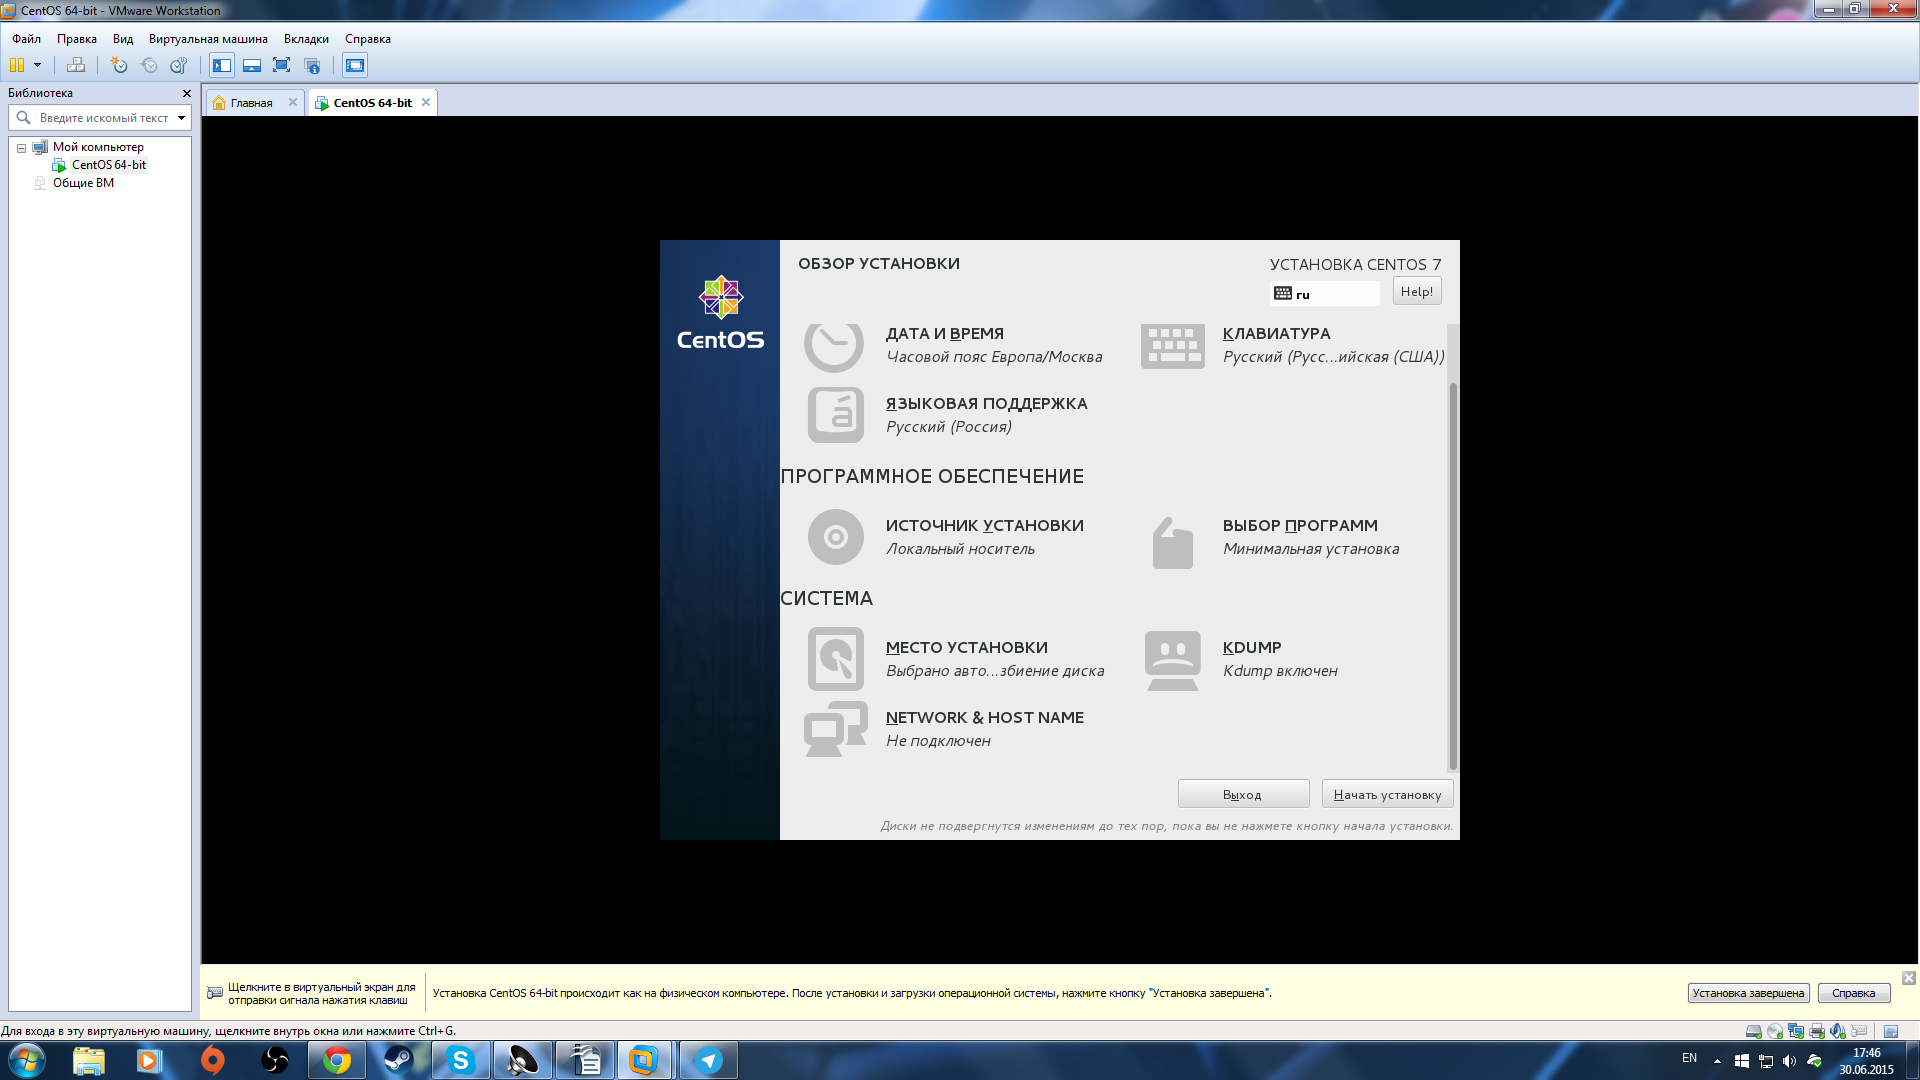 CentOS 64-bit - VMware Workstation
Файл Правка Вид Виртуальная машина Вкладки Справка
Библиотека
Введите искомый текст
Мой компьютер
CentOS 64-bit
Общие ВМ
Главная CentOS 64-bit
CentOS
ОБЗОР УСТАНОВКИ
УСТАНОВКА CENTOS 7
ru Help!
ДАТА И ВРЕМЯ
Часовой пояс Европа/Москва
КЛАВИАТУРА
Русский (Русс...ийская (США))
ЯЗЫКОВАЯ ПОДДЕРЖКА
Русский (Россия)
ПРОГРАММНОЕ ОБЕСПЕЧЕНИЕ
ИСТОЧНИК УСТАНОВКИ
Локальный носитель
ВЫБОР ПРОГРАММ
Минимальная установка
СИСТЕМА
МЕСТО УСТАНОВКИ
Выбрано авто...збиение диска
KDUMP
Kdump включен
NETWORK & HOST NAME
Не подключен
Выход Начать установку
Диски не подвергнутся изменениям до тех пор, пока вы не нажмете кнопку начала установки.
Щелкните в виртуальный экран для
отправки сигнала нажатия клавиш
Установка CentOS 64-bit происходит как на физическом компьютере. После установки и загрузки операционной системы, нажмите кнопку "Установка завершена".
Установка завершена Справка
Для входа в эту виртуальную машину, щелкните внутрь окна или нажмите Ctrl+G.
EN
17:46
30.06.2015